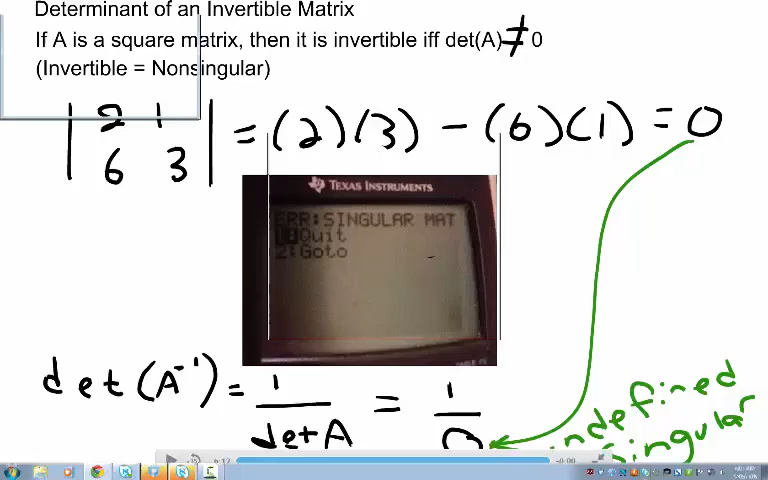 Determinant of an Invertible Matrix
If A is a square matrix, then it is invertible iff det(A) ≠ 0
(Invertible = Nonsingular)
| 2 1 |
| 6 3 | = (2)(3) - (6)(1) = 0
TEXAS INSTRUMENTS
ERR:SINGULAR MAT
1:Quit
2:Goto
det(A⁻¹) = 1/det A = 1/0
undefined
singular